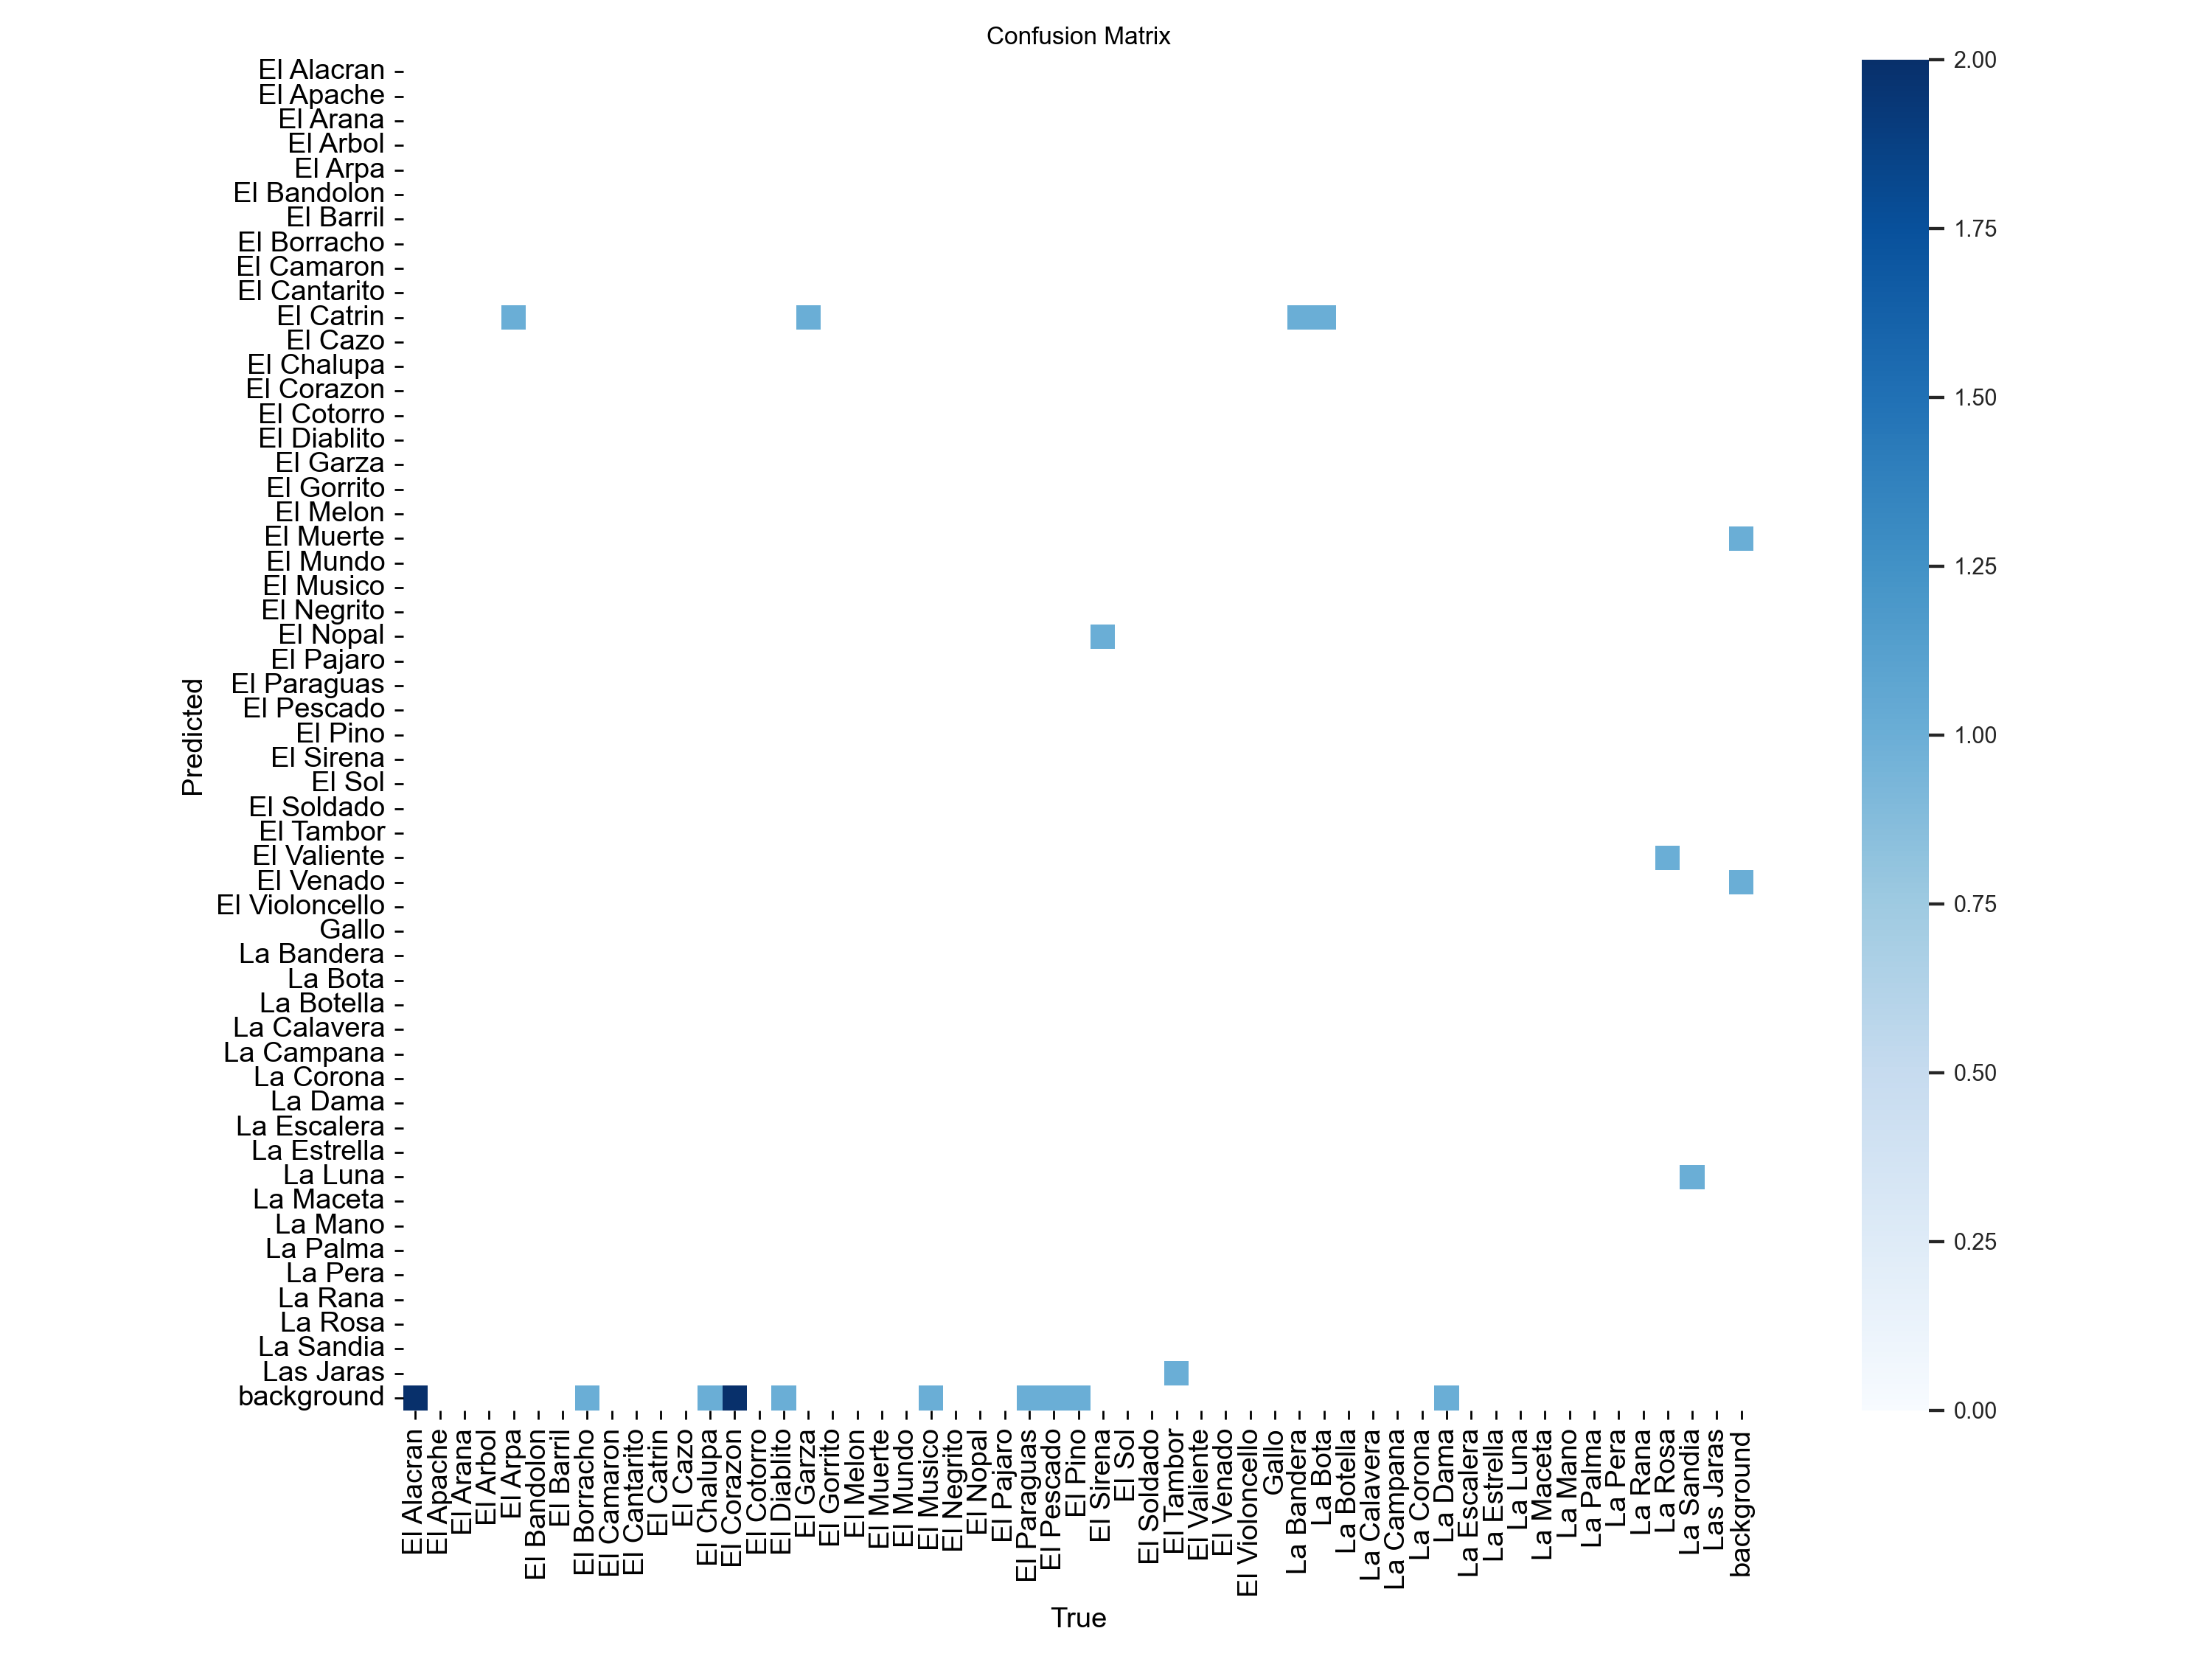 Confusion Matrix
El Alacran
El Apache
El Arana
El Arbol
El Arpa
El Bandolon
El Barril
El Borracho
El Camaron
El Cantarito
El Catrin
El Cazo
El Chalupa
El Corazon
El Cotorro
El Diablito
El Garza
El Gorrito
El Melon
El Muerte
El Mundo
El Musico
El Negrito
El Nopal
El Pajaro
El Paraguas
El Pescado
El Pino
El Sirena
El Sol
El Soldado
El Tambor
El Valiente
El Venado
El Violoncello
Gallo
La Bandera
La Bota
La Botella
La Calavera
La Campana
La Corona
La Dama
La Escalera
La Estrella
La Luna
La Maceta
La Mano
La Palma
La Pera
La Rana
La Rosa
La Sandia
Las Jaras
background
Predicted
El Alacran
El Apache
El Arana
El Arbol
El Arpa
El Bandolon
El Barril
El Borracho
El Camaron
El Cantarito
El Catrin
El Cazo
El Chalupa
El Corazon
El Cotorro
El Diablito
El Garza
El Gorrito
El Melon
El Muerte
El Mundo
El Musico
El Negrito
El Nopal
El Pajaro
El Paraguas
El Pescado
El Pino
El Sirena
El Sol
El Soldado
El Tambor
El Valiente
El Venado
El Violoncello
Gallo
La Bandera
La Bota
La Botella
La Calavera
La Campana
La Corona
La Dama
La Escalera
La Estrella
La Luna
La Maceta
La Mano
La Palma
La Pera
La Rana
La Rosa
La Sandia
Las Jaras
background
True
2.00
1.75
1.50
1.25
1.00
0.75
0.50
0.25
0.00